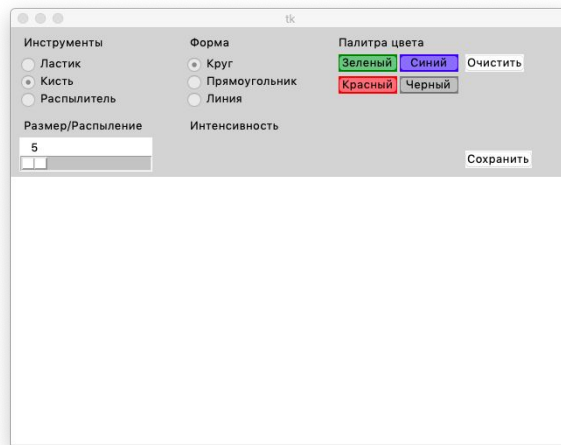 tk
Инструменты
Ластик
Кисть
Распылитель
Форма
Круг
Прямоугольник
Линия
Палитра цвета
Зеленый Синий Очистить
Красный Черный
Размер/Распыление
5
Интенсивность
Сохранить